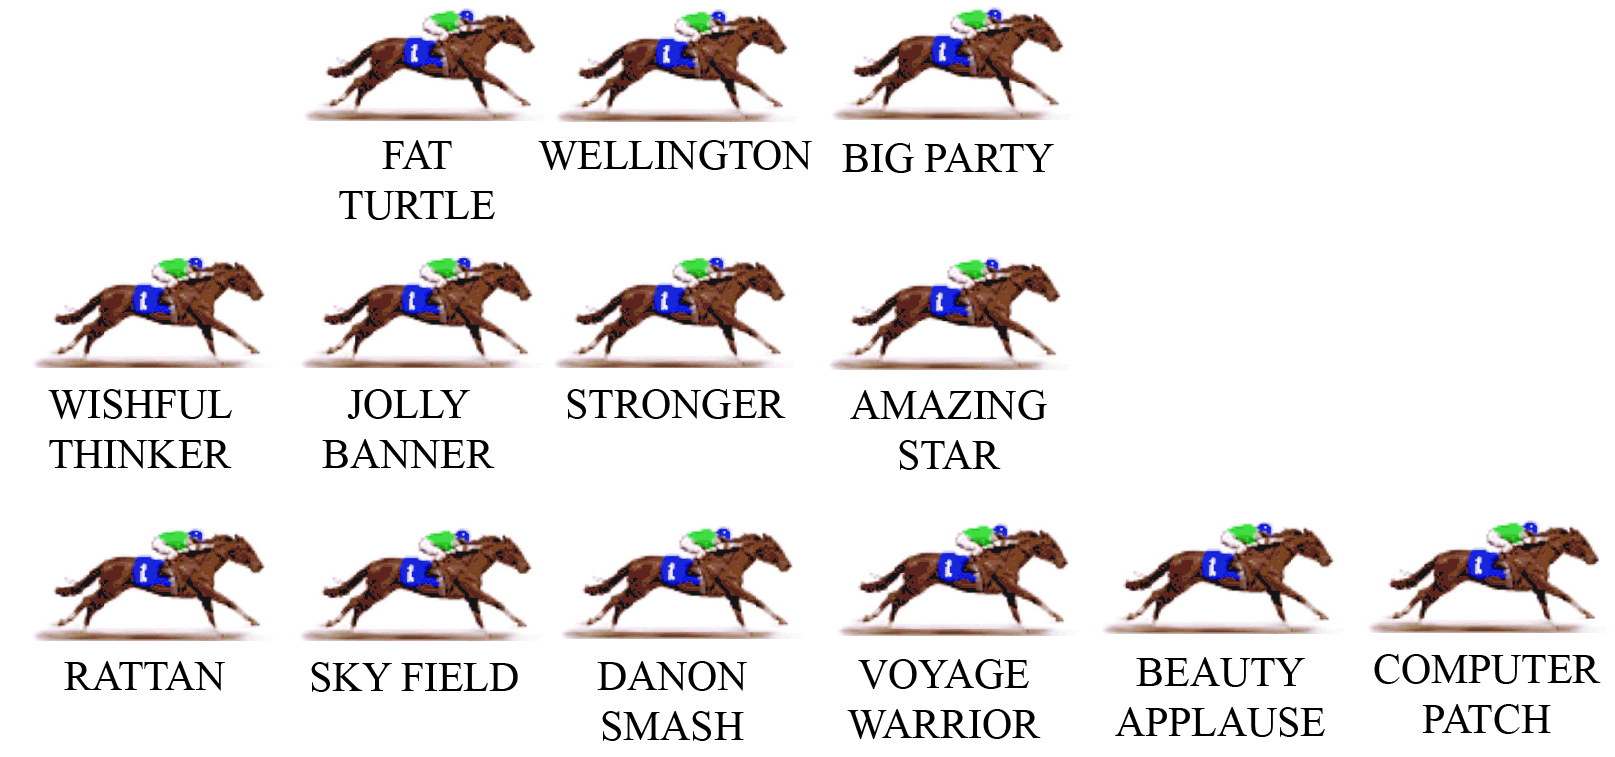 FAT
TURTLE
WELLINGTON
BIG PARTY
WISHFUL
THINKER
JOLLY
BANNER
STRONGER
AMAZING
STAR
RATTAN
SKY FIELD
DANON
SMASH
VOYAGE
WARRIOR
BEAUTY
APPLAUSE
COMPUTER
PATCH